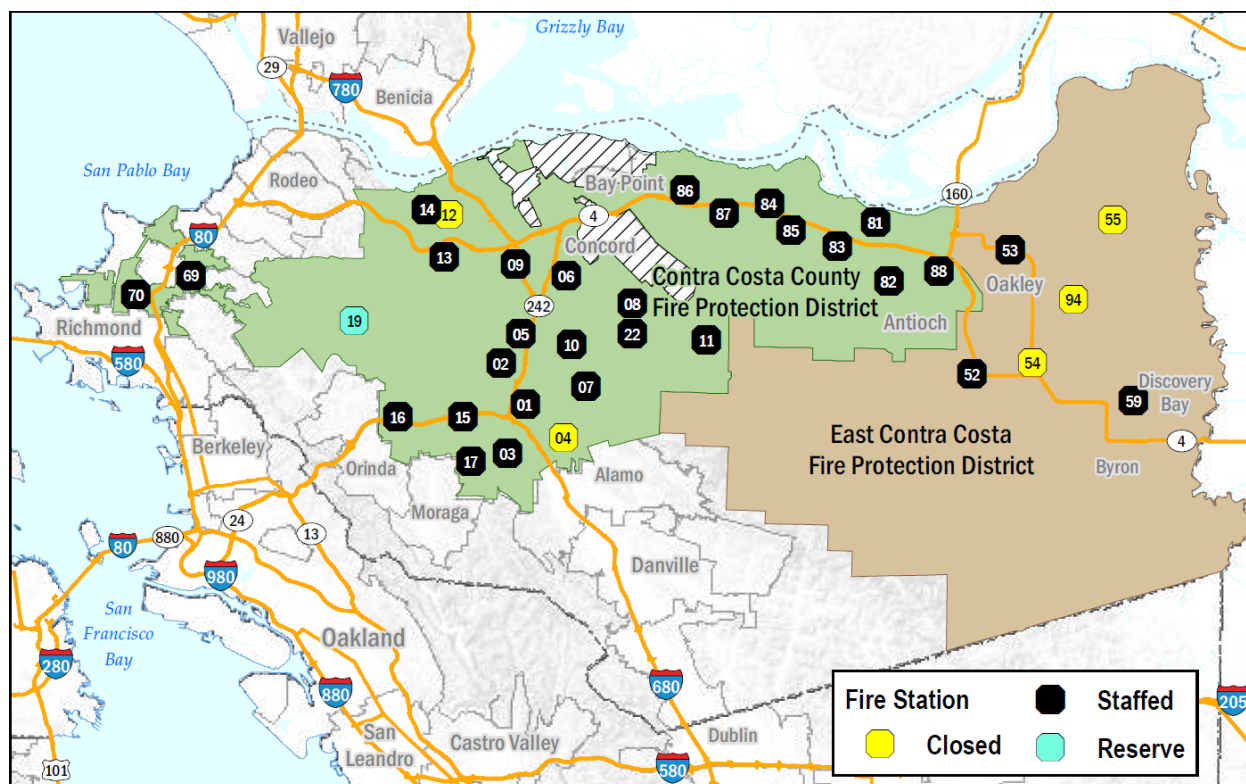 Grizzly Bay
Vallejo
29
780
Benicia
San Pablo Bay
Rodeo
Bay Point
160
80
14
12
86
87
84
85
81
83
55
4
Concord
13
09
06
82
88
53
Oakley
69
70
Contra Costa County
Fire Protection District
94
Richmond
19
242
08
Antioch
580
05
22
11
10
02
54
07
52
59
Discovery
Bay
16
15
01
04
4
Berkeley
Orinda
17
03
East Contra Costa
Fire Protection District
Alamo
Byron
Moraga
24
13
880
80
980
Danville
San
Francisco
Bay
Oakland
280
880
680
205
San
Leandro
Castro Valley
Dublin
580
101
Fire Station
Staffed
Closed
Reserve